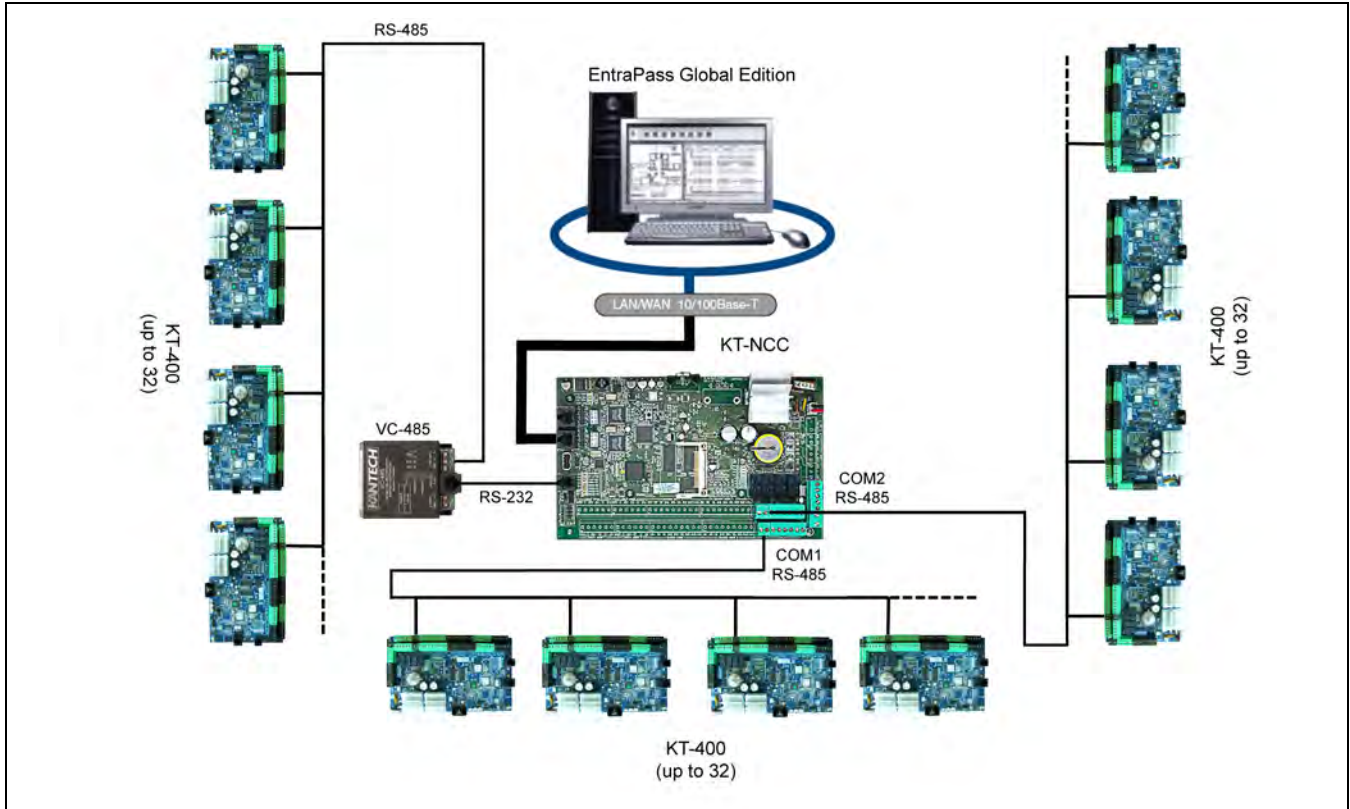 RS-485
EntraPass Global Edition
LAN/WAN 10/100Base-T
KT-NCC
KT-400
(up to 32)
KT-400
(up to 32)
VC-485
KANTECH
RS-232
COM2
RS-485
COM1
RS-485
KT-400
(up to 32)